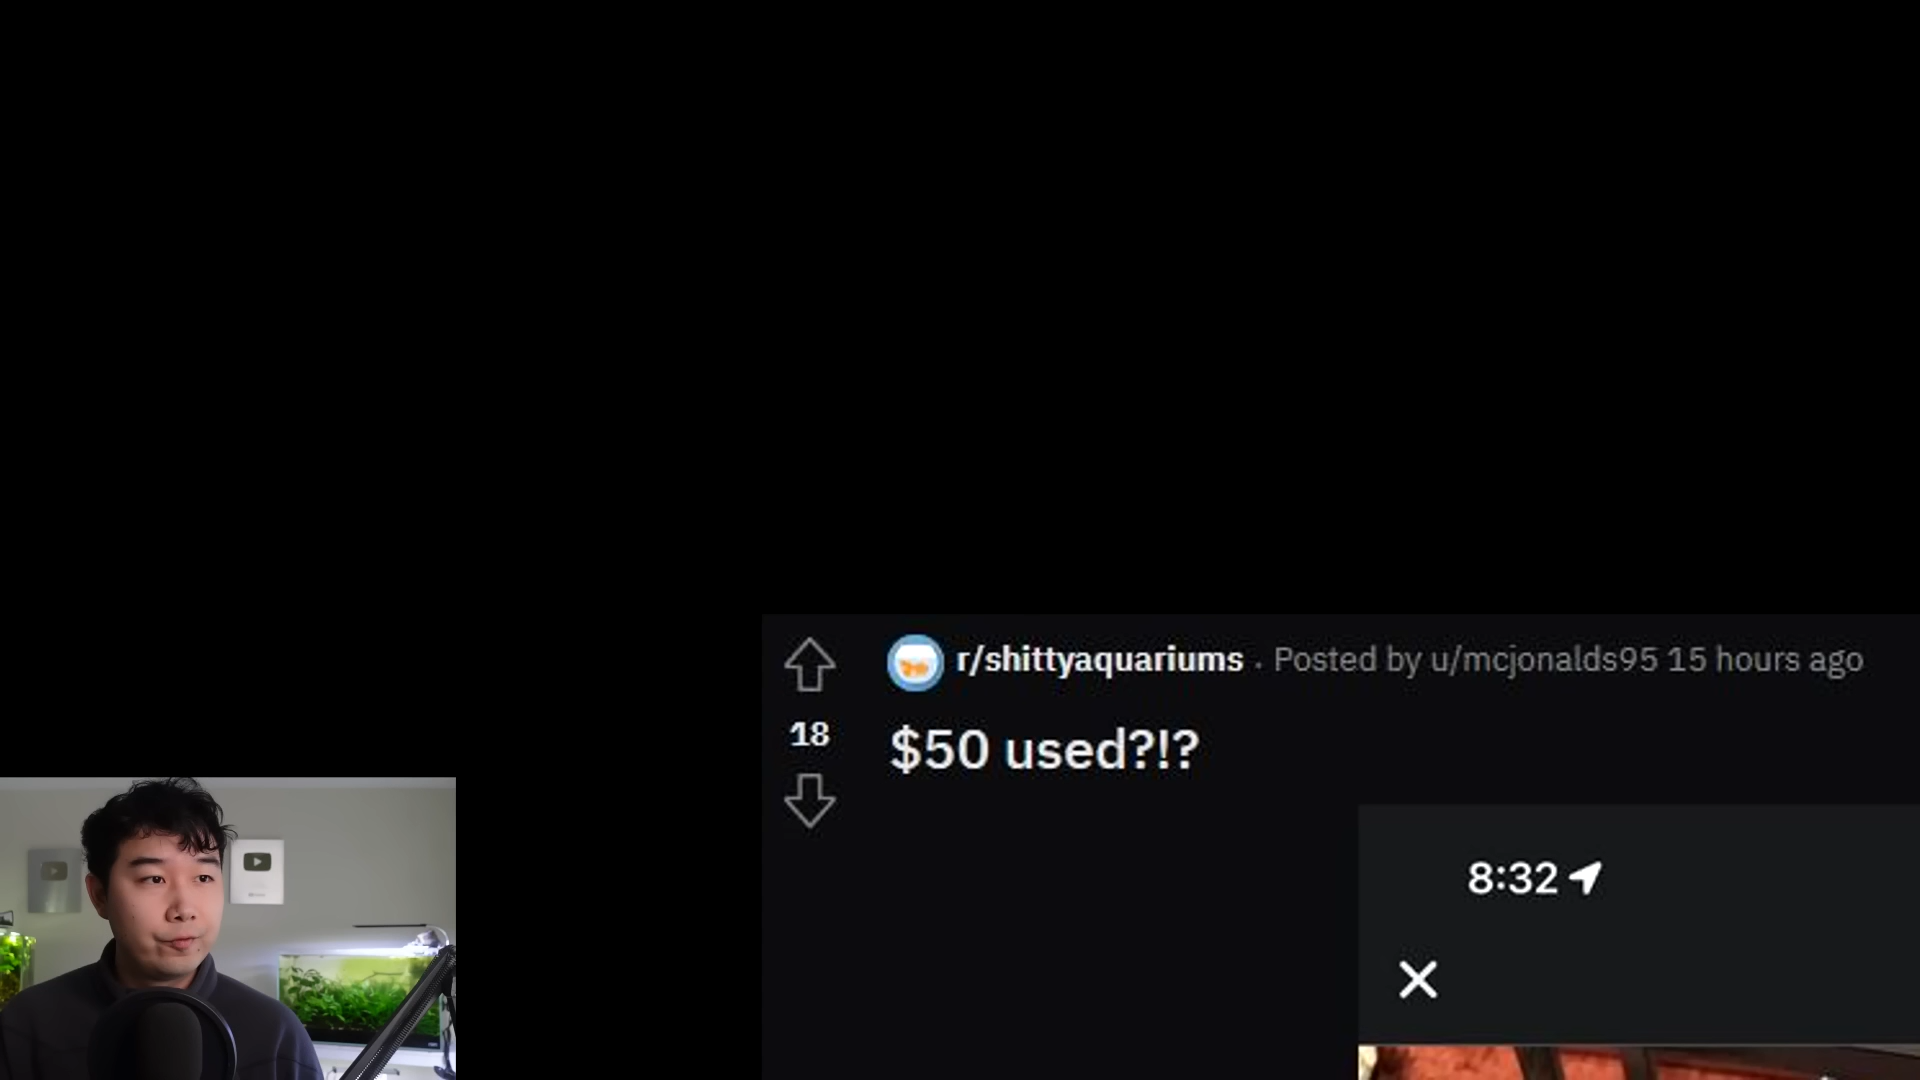 r/shittyaquariums · Posted by u/mcjonalds95 15 hours ago
18
$50 used?!?
8:32